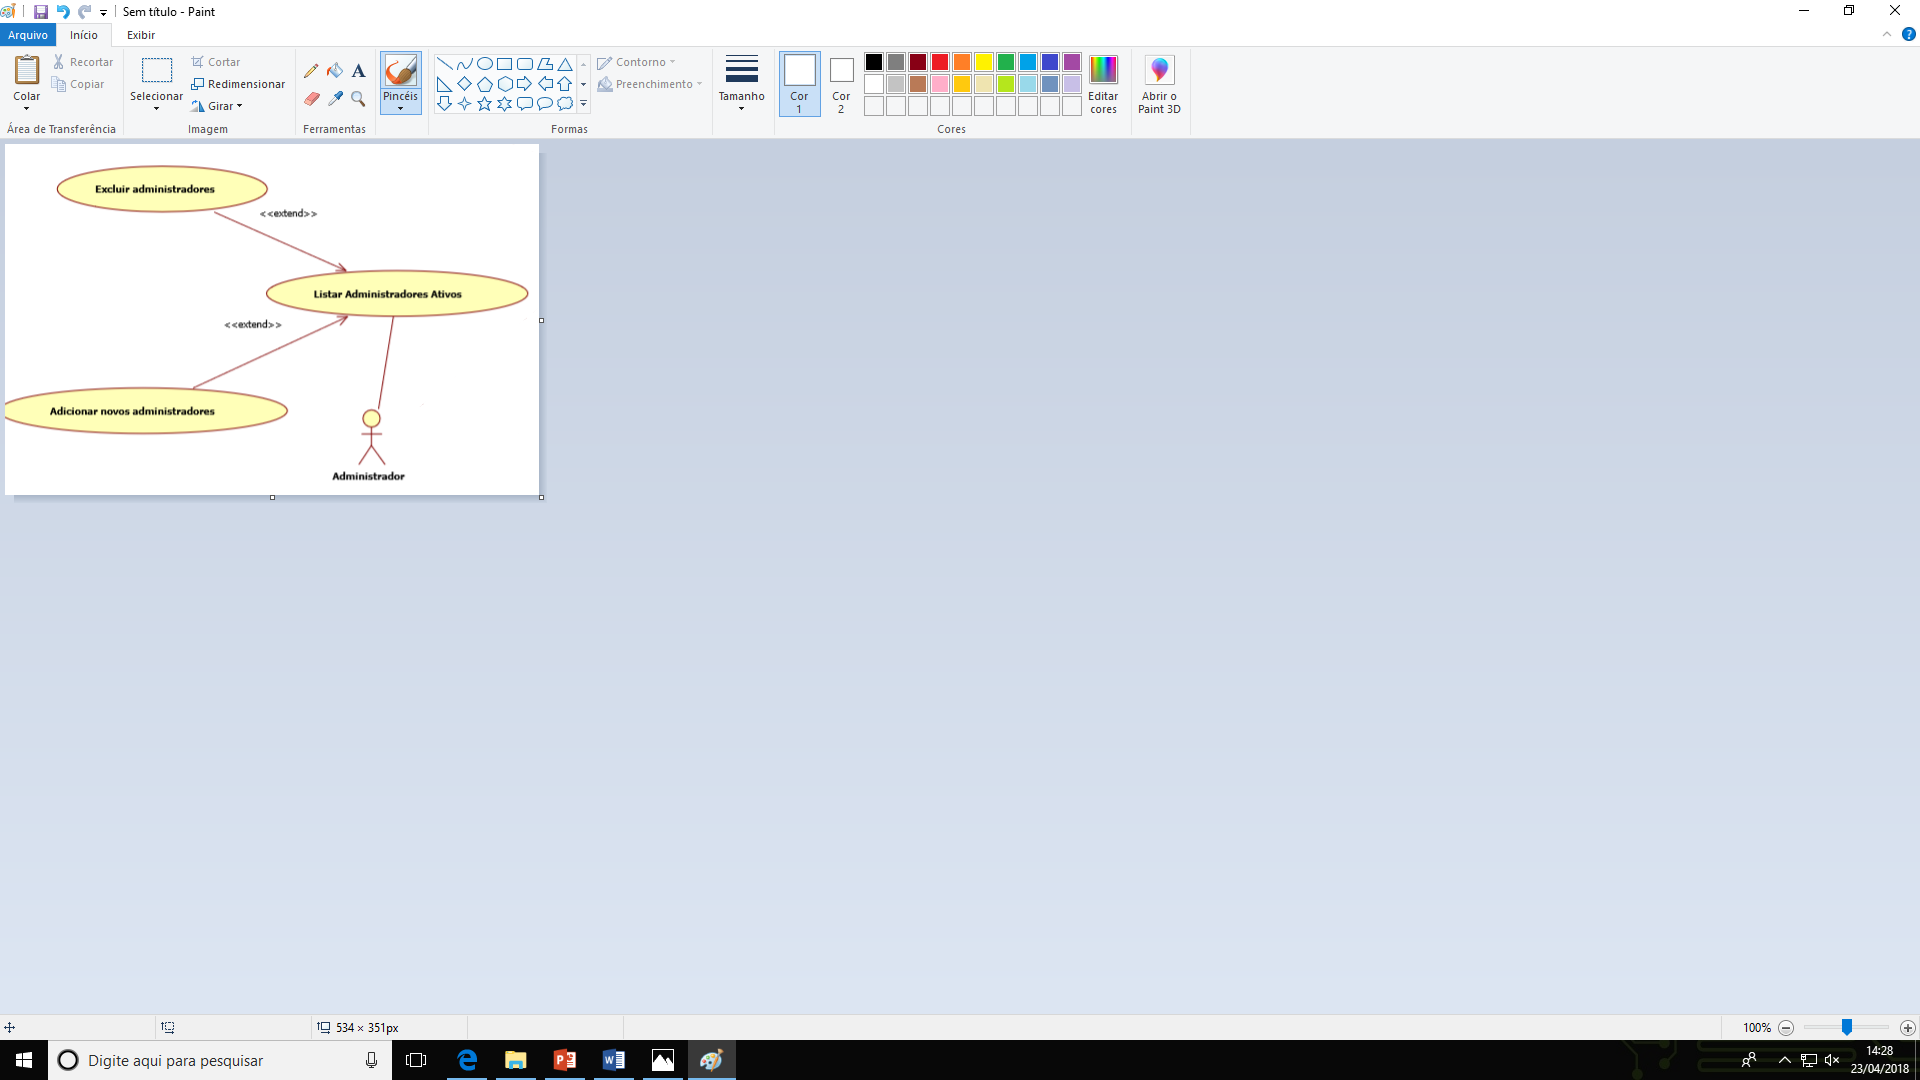 Sem título - Paint
Arquivo
Início
Exibir
Colar
Recortar
Copiar
Área de Transferência
Selecionar
Cortar
Redimensionar
Girar
Imagem
A
Ferramentas
Pincéis
Contorno
Preenchimento
Formas
Tamanho
Cor
1
Cor
2
Editar
cores
Cores
Abrir o
Paint 3D
Excluir administradores
<<extend>>
Listar Administradores Ativos
<<extend>>
Adicionar novos administradores
Administrador
534 × 351px
100%
Digite aqui para pesquisar
14:28
23/04/2018